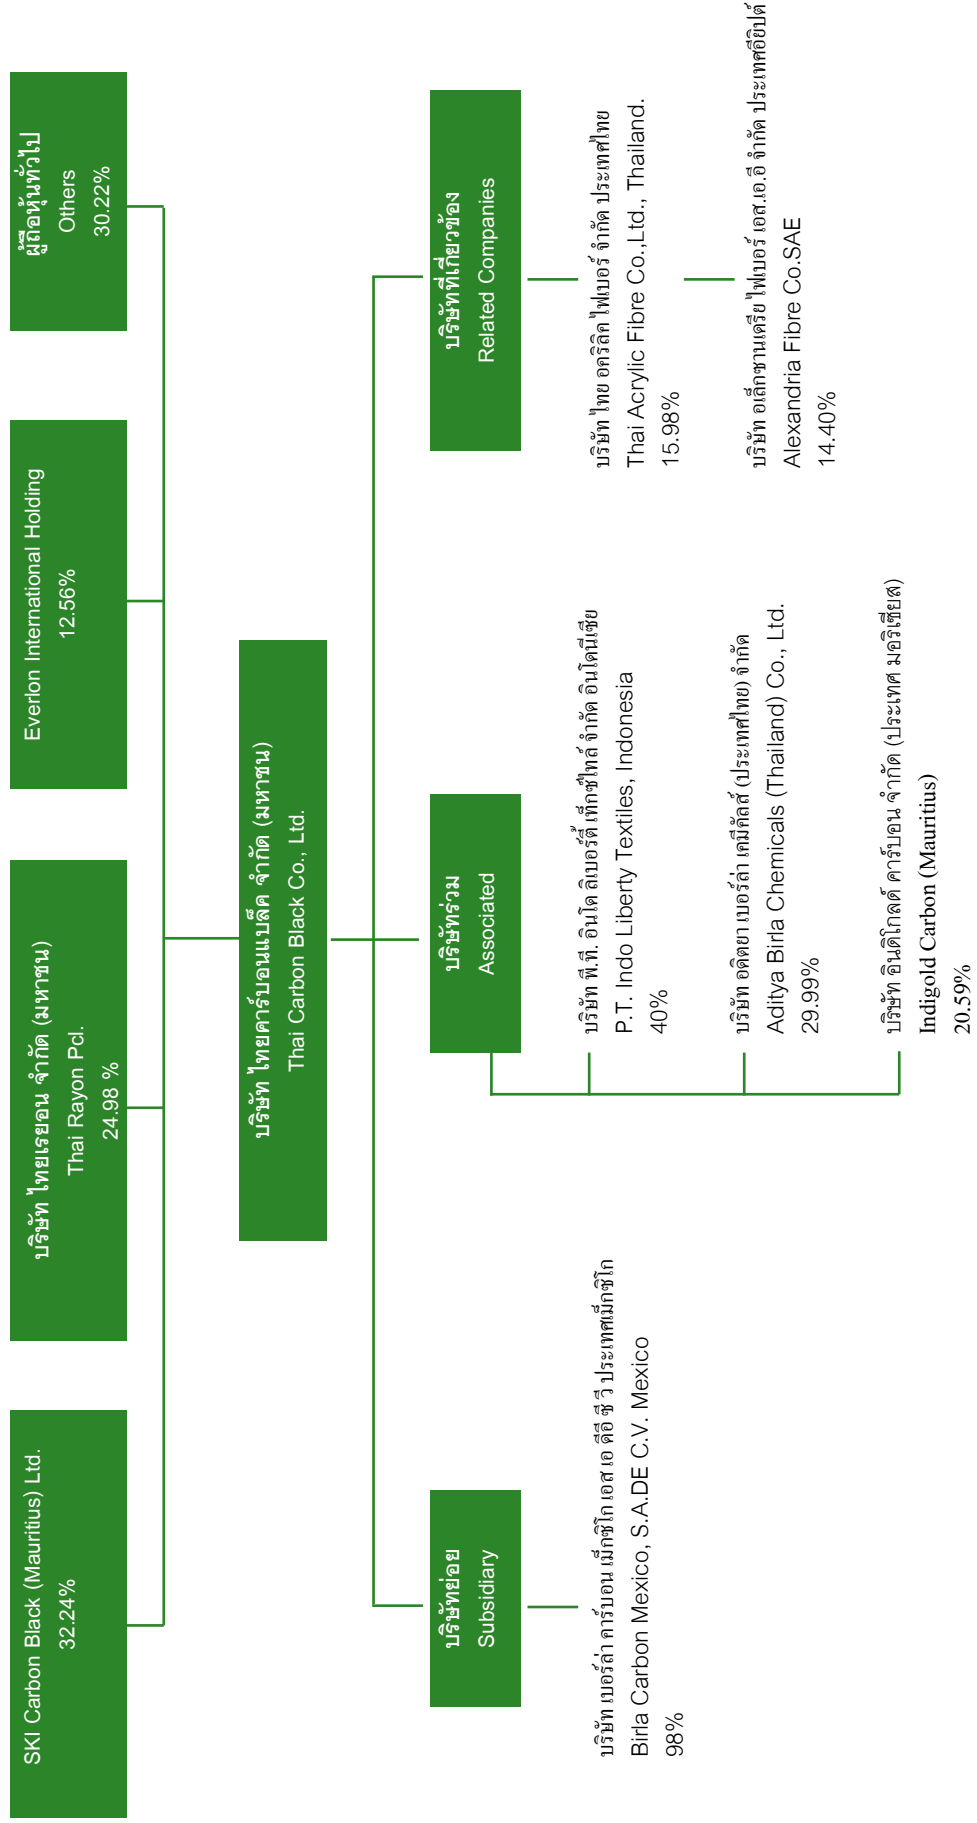 SKI Carbon Black (Mauritius) Ltd.
32.24%
บริษัท ไทยเรยอน จำกัด (มหาชน)
Thai Rayon Pcl.
24.98 %
Everlon International Holding
12.56%
ผู้ถือหุ้นทั่วไป
Others
30.22%
บริษัท ไทยคาร์บอนแบล็ค จำกัด (มหาชน)
Thai Carbon Black Co., Ltd.
บริษัทย่อย
Subsidiary
บริษัท เบอร์ล่า คาร์บอน เม็กซิโก เอส เอ ดีอี ซี วี ประเทศเม็กซิโก
Birla Carbon Mexico, S.A.DE C.V. Mexico
98%
บริษัทร่วม
Associated
บริษัท พี.ที. อินโด ลิเบอร์ตี้ เท็กซ์ไทล์ จำกัด อินโดนีเซีย
P.T. Indo Liberty Textiles, Indonesia
40%
บริษัท อดิตยา เบอร์ล่า เคมีคัลส์ (ประเทศไทย) จำกัด
Aditya Birla Chemicals (Thailand) Co., Ltd.
29.99%
บริษัท อินดิโกลด์ คาร์บอน จำกัด (ประเทศ มอริเชียส)
Indigold Carbon (Mauritius)
20.59%
บริษัทที่เกี่ยวข้อง
Related Companies
บริษัท ไทย อคริลิค ไฟเบอร์ จำกัด ประเทศไทย
Thai Acrylic Fibre Co.,Ltd., Thailand.
15.98%
บริษัท อเล็กซานเดรีย ไฟเบอร์ เอส.เอ.อี จำกัด ประเทศอียิปต์
Alexandria Fibre Co.SAE
14.40%